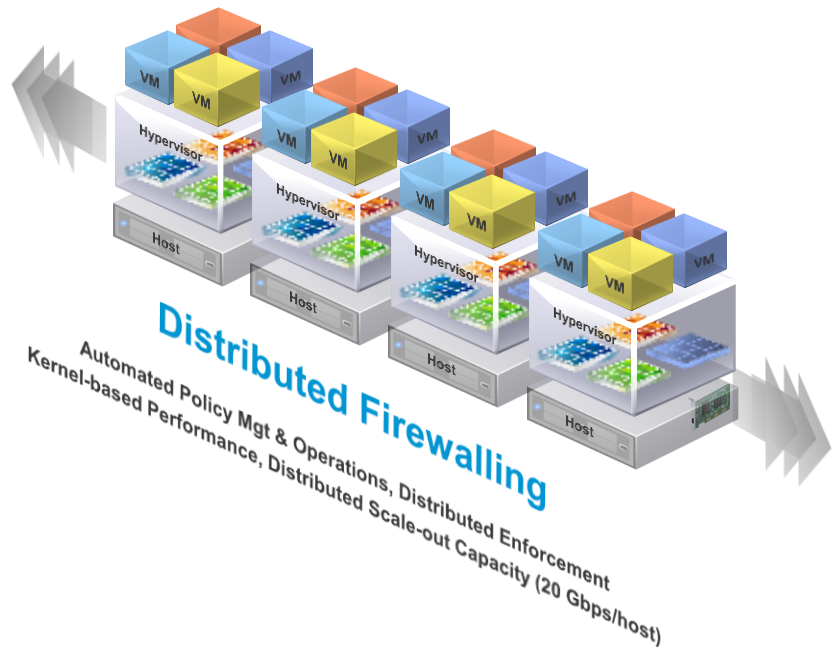 VM
VM
VM
Hypervisor
Host
VM
VM
VM
Hypervisor
Host
VM
VM
VM
Hypervisor
Host
VM
VM
VM
Hypervisor
Host
Distributed Firewalling
Automated Policy Mgt & Operations, Distributed Enforcement
Kernel-based Performance, Distributed Scale-out Capacity (20 Gbps/host)